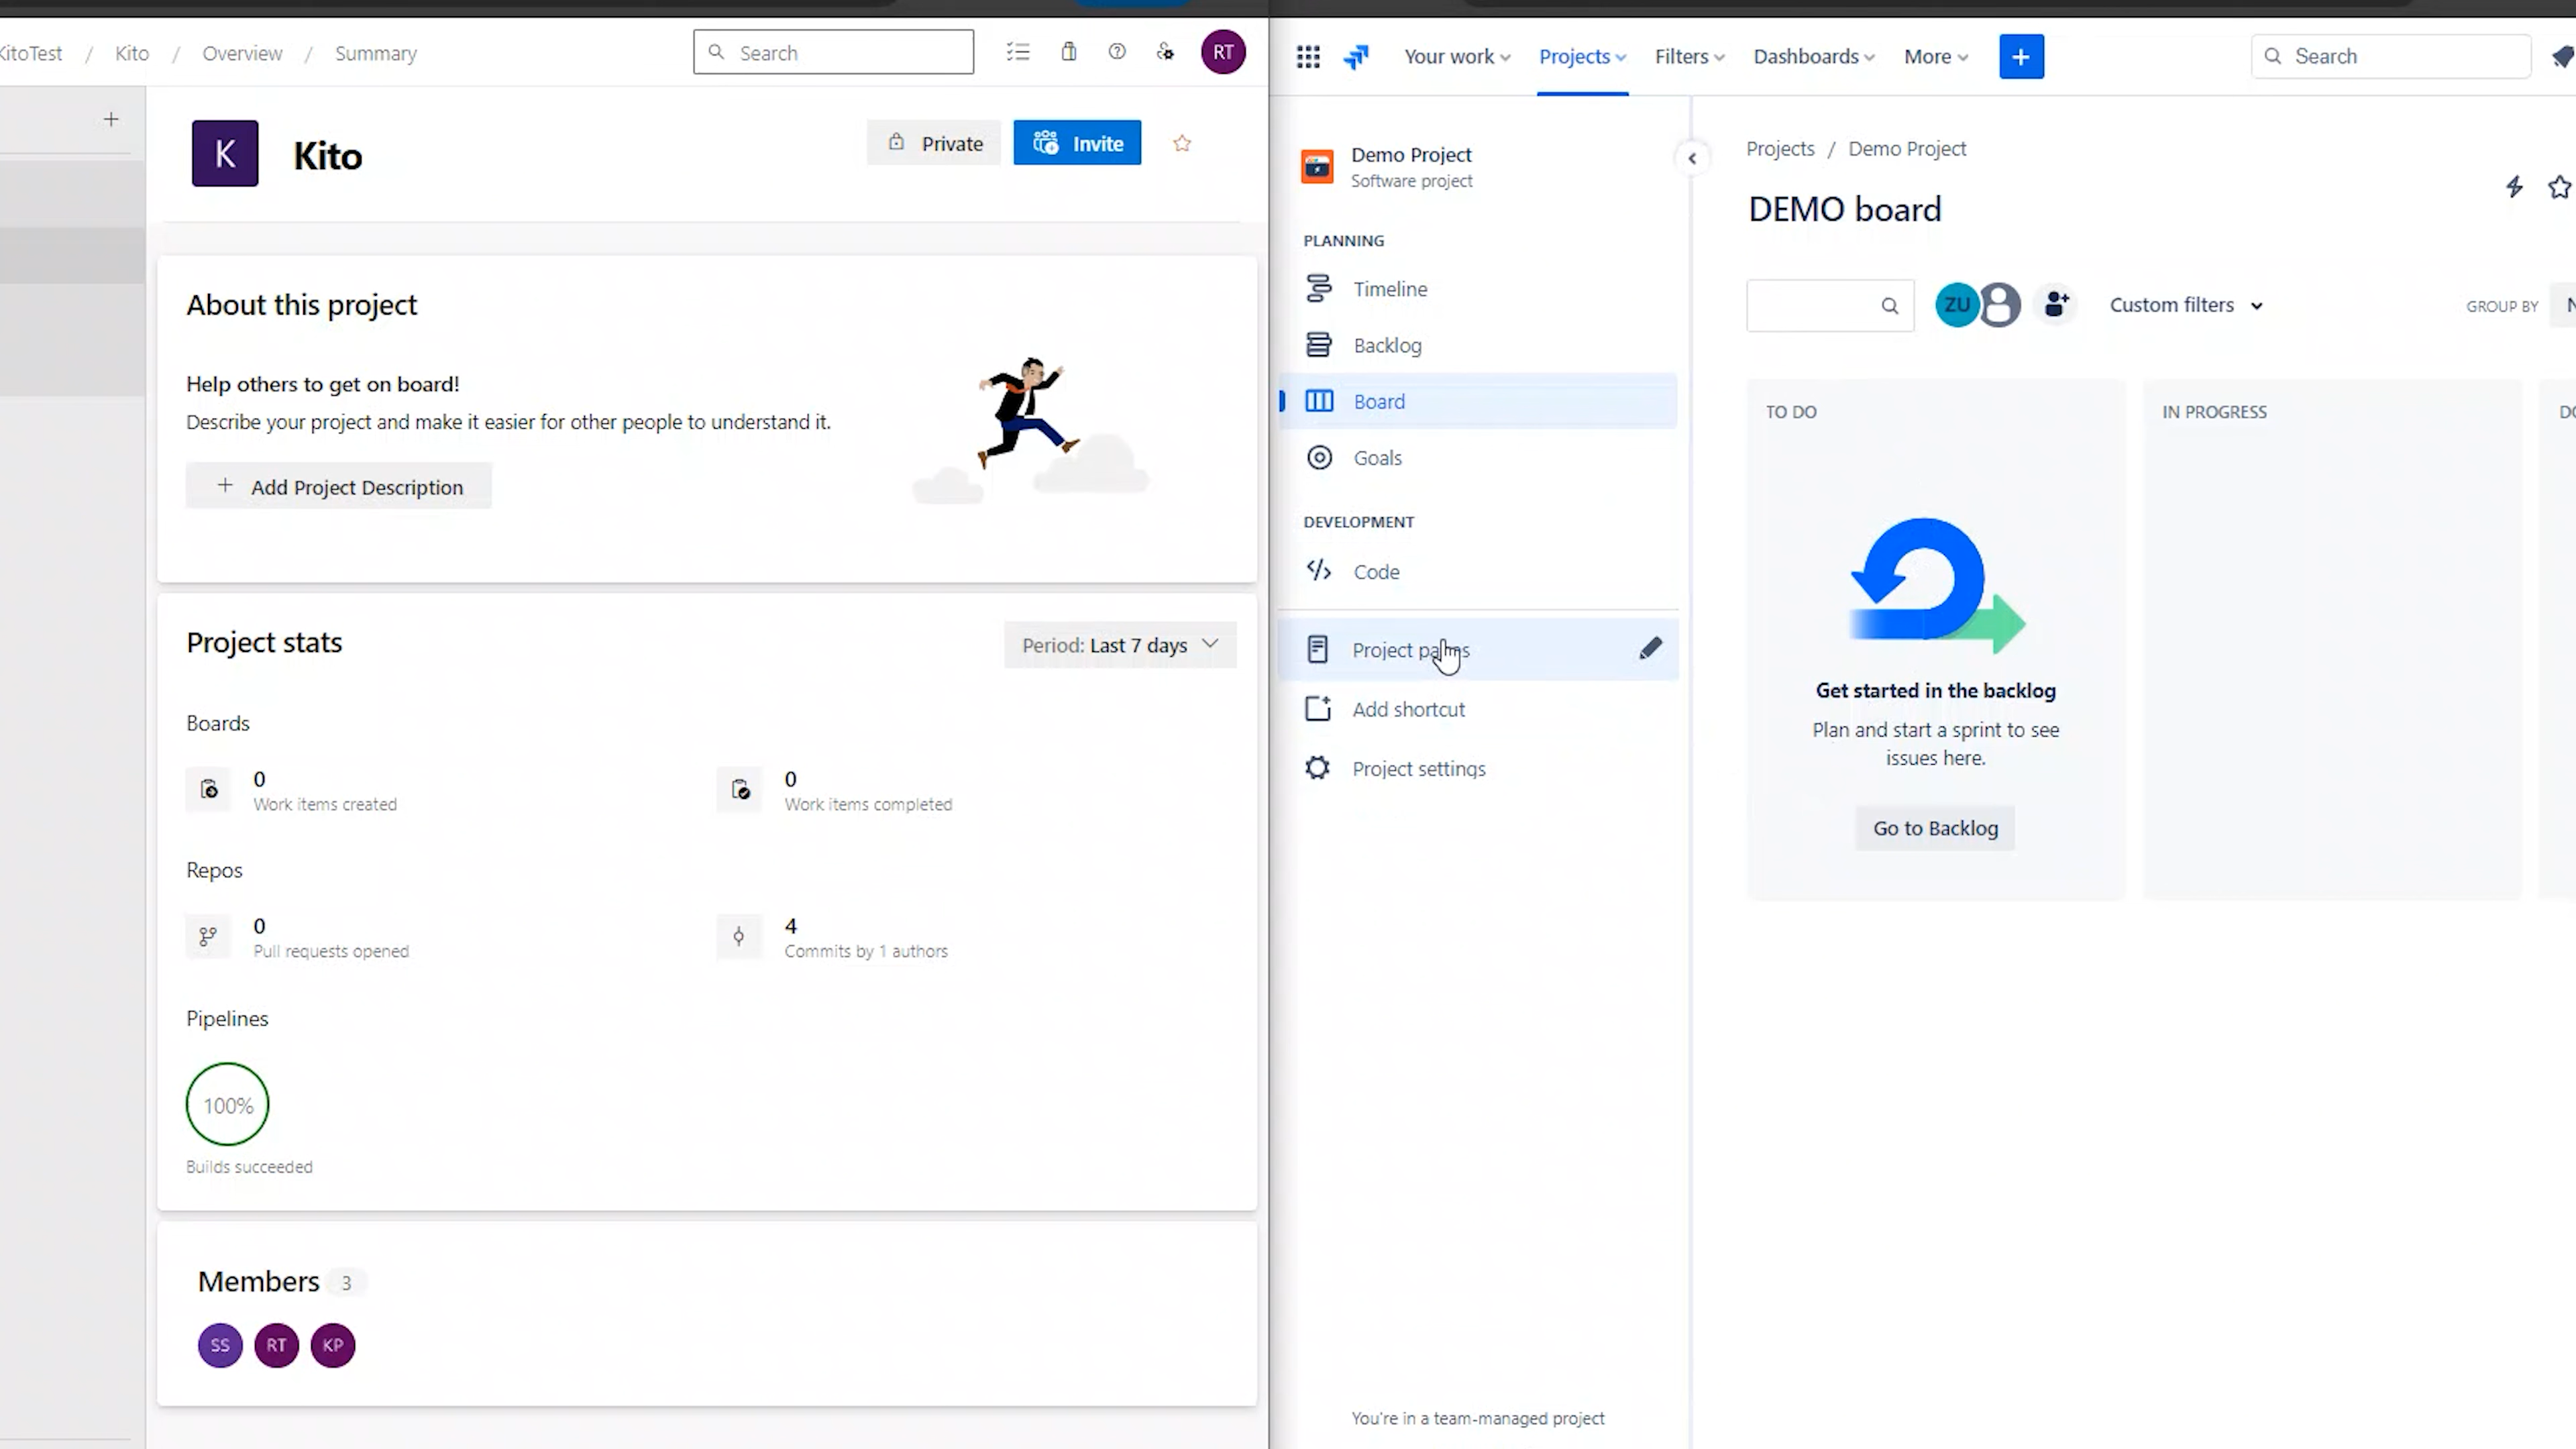 KitoTest / Kito / Overview / Summary
Search
RT
K
Kito
Private
Invite
About this project
Help others to get on board!
Describe your project and make it easier for other people to understand it.
+ Add Project Description
Project stats
Period: Last 7 days
Boards
0
Work items created
0
Work items completed
Repos
0
Pull requests opened
4
Commits by 1 authors
Pipelines
100%
Builds succeeded
Members 3
SS RT KP
Your work Projects Filters Dashboards More +
Search
Demo Project
Software project
PLANNING
Timeline
Backlog
Board
Goals
DEVELOPMENT
Code
Project
Add shortcut
Project settings
You're in a team-managed project
Projects / Demo Project
DEMO board
ZU
Custom filters
GROUP BY
TO DO
IN PROGRESS
Get started in the backlog
Plan and start a sprint to see
issues here.
Go to Backlog